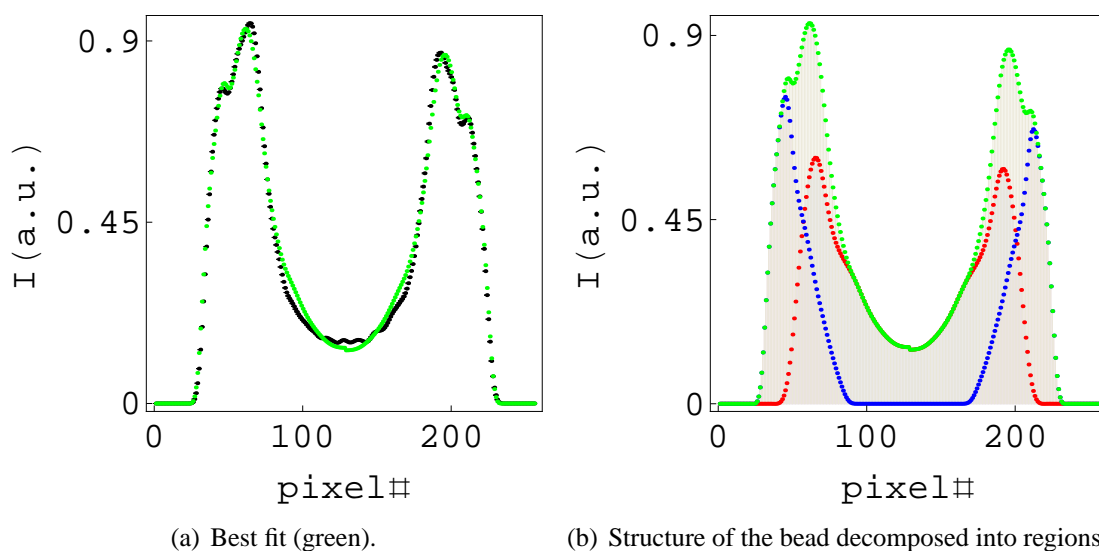 0.9
0.45
0
I(a.u.)
0 100 200
pixel#
(a) Best fit (green).
0.9
0.45
0
I(a.u.)
0 100 200
pixel#
(b) Structure of the bead decomposed into regions